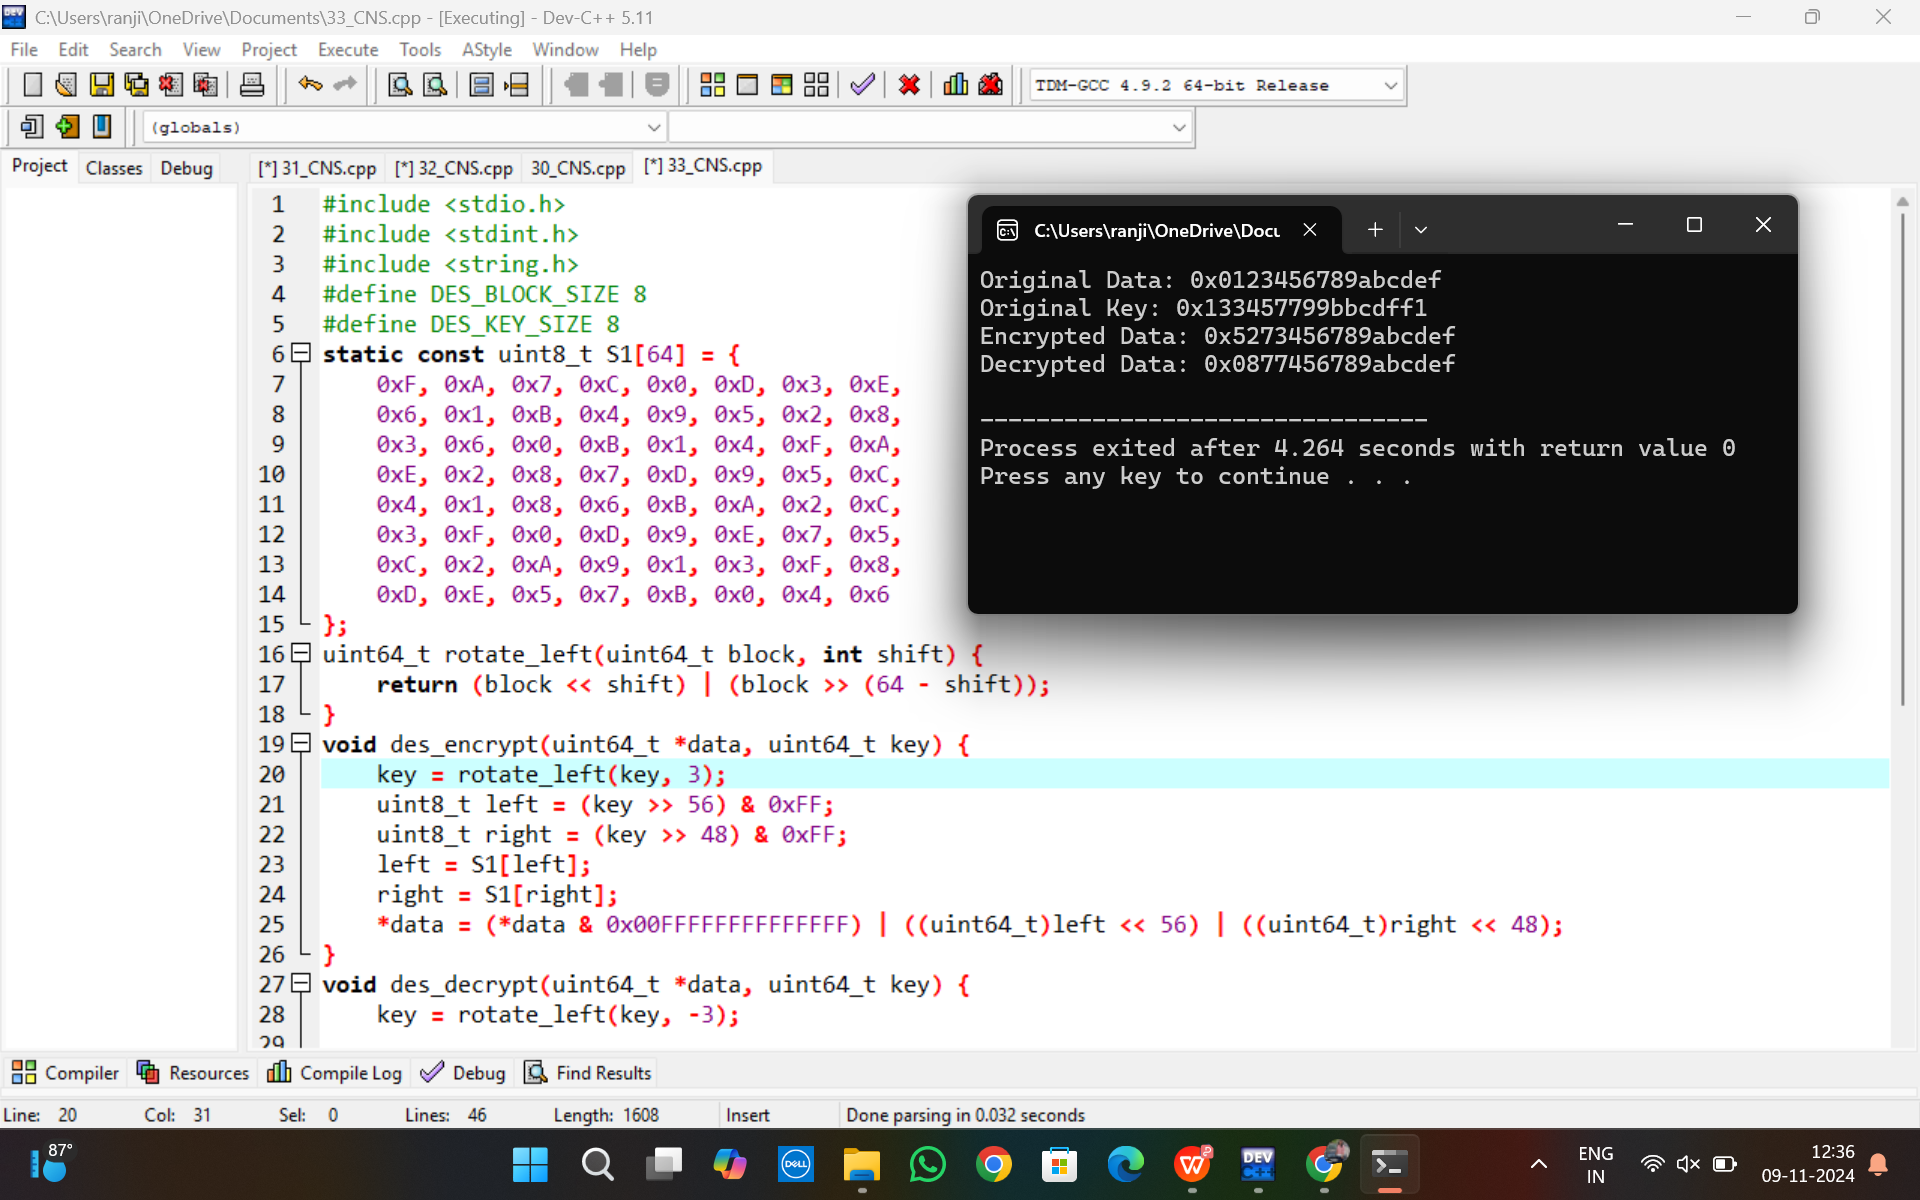 C:\Users\ranji\OneDrive\Documents\33_CNS.cpp - [Executing] - Dev-C++ 5.11
File Edit Search View Project Execute Tools AStyle Window Help
TDM-GCC 4.9.2 64-bit Release
(globals)
Project Classes Debug
[*] 31_CNS.cpp [*] 32_CNS.cpp 30_CNS.cpp [*] 33_CNS.cpp
1 #include <stdio.h>
2 #include <stdint.h>
3 #include <string.h>
4 #define DES_BLOCK_SIZE 8
5 #define DES_KEY_SIZE 8
6 static const uint8_t S1[64] = {
7 0xF, 0xA, 0x7, 0xC, 0x0, 0xD, 0x3, 0xE,
8 0x6, 0x1, 0xB, 0x4, 0x9, 0x5, 0x2, 0x8,
9 0x3, 0x6, 0x0, 0xB, 0x1, 0x4, 0xF, 0xA,
10 0xE, 0x2, 0x8, 0x7, 0xD, 0x9, 0x5, 0xC,
11 0x4, 0x1, 0x8, 0x6, 0xB, 0xA, 0x2, 0xC,
12 0x3, 0xF, 0x0, 0xD, 0x9, 0xE, 0x7, 0x5,
13 0xC, 0x2, 0xA, 0x9, 0x1, 0x3, 0xF, 0x8,
14 0xD, 0xE, 0x5, 0x7, 0xB, 0x0, 0x4, 0x6
15 };
16 uint64_t rotate_left(uint64_t block, int shift) {
17 return (block << shift) | (block >> (64 - shift));
18 }
19 void des_encrypt(uint64_t *data, uint64_t key) {
20 key = rotate_left(key, 3);
21 uint8_t left = (key >> 56) & 0xFF;
22 uint8_t right = (key >> 48) & 0xFF;
23 left = S1[left];
24 right = S1[right];
25 *data = (*data & 0x00FFFFFFFFFFFFFF) | ((uint64_t)left << 56) | ((uint64_t)right << 48);
26 }
27 void des_decrypt(uint64_t *data, uint64_t key) {
28 key = rotate_left(key, -3);
29
C:\Users\ranji\OneDrive\Docu
Original Data: 0x0123456789abcdef
Original Key: 0x133457799bbcdff1
Encrypted Data: 0x5273456789abcdef
Decrypted Data: 0x0877456789abcdef
--------------------------------
Process exited after 4.264 seconds with return value 0
Press any key to continue . . .
Compiler Resources Compile Log Debug Find Results
Line: 20 Col: 31 Sel: 0 Lines: 46 Length: 1608 Insert Done parsing in 0.032 seconds
87°
DELL
DEV C++
ENG
IN
12:36
09-11-2024